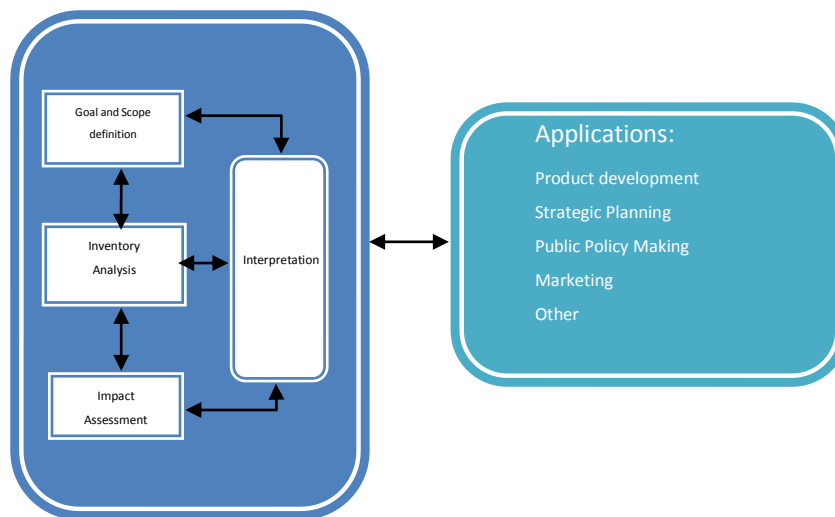 Goal and Scope
definition
Inventory
Analysis
Impact
Assessment
Interpretation
Applications:
Product development
Strategic Planning
Public Policy Making
Marketing
Other